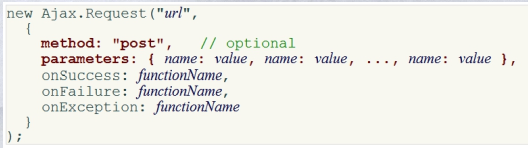 new Ajax.Request("url",
{
method: "post", // optional
parameters: { name: value, name: value, ..., name: value },
onSuccess: functionName,
onFailure: functionName,
onException: functionName
}
);